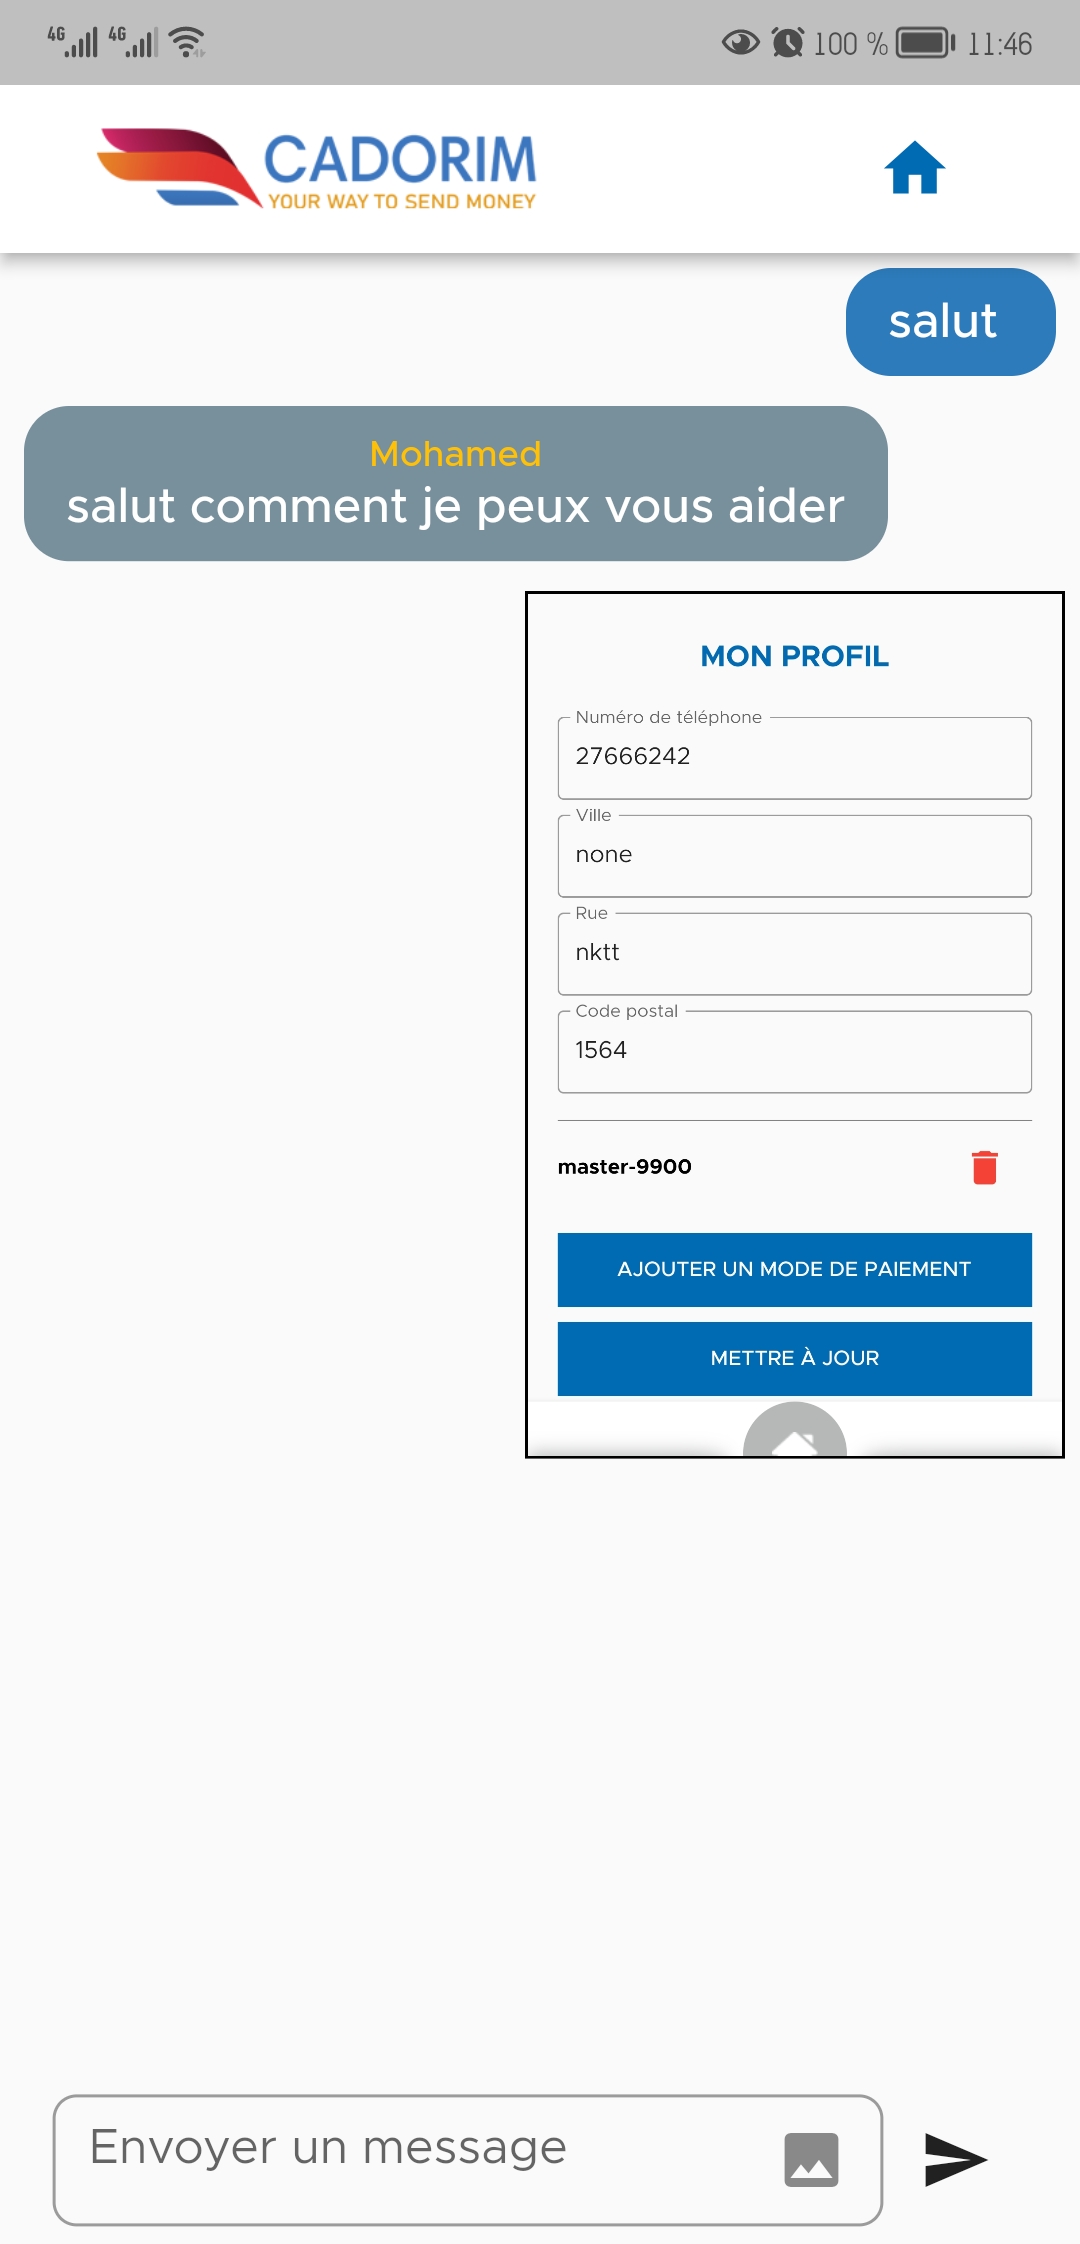 4G 4G 100 % 11:46
CADORIM
YOUR WAY TO SEND MONEY
salut
Mohamed
salut comment je peux vous aider
MON PROFIL
Numéro de téléphone
27666242
Ville
none
Rue
nktt
Code postal
1564
master-9900
AJOUTER UN MODE DE PAIEMENT
METTRE À JOUR
Envoyer un message